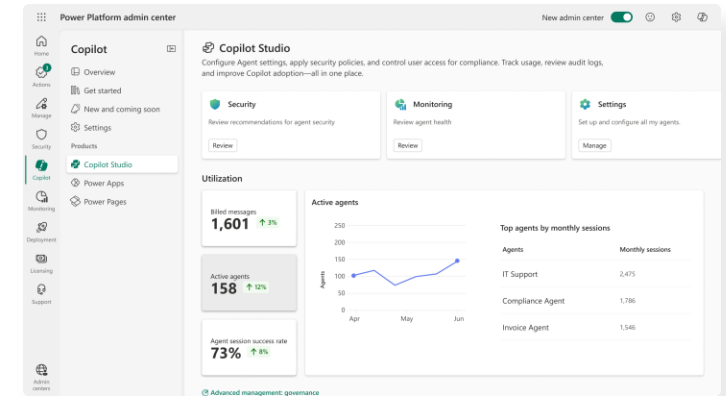 Power Platform admin center
New admin center
Home
Actions
Manage
Security
Copilot
Monitoring
Deployment
Licensing
Support
Admin
centers
Copilot
Overview
Get started
New and coming soon
Settings
Products
Copilot Studio
Power Apps
Power Pages
Copilot Studio
Configure Agent settings, apply security policies, and control user access for compliance. Track usage, review audit logs,
and improve Copilot adoption—all in one place.
Security
Review recommendations for agent security
Review
Monitoring
Review agent health
Review
Settings
Set up and configure all my agents.
Manage
Utilization
Billed messages
1,601 ↑ 3%
Active agents
158 ↑ 12%
Agent session success rate
73% ↑ 8%
Active agents
Agents
250
200
150
100
50
0
Apr May Jun
Top agents by monthly sessions
Agents Monthly sessions
IT Support 2,475
Compliance Agent 1,786
Invoice Agent 1,546
Advanced management: governance